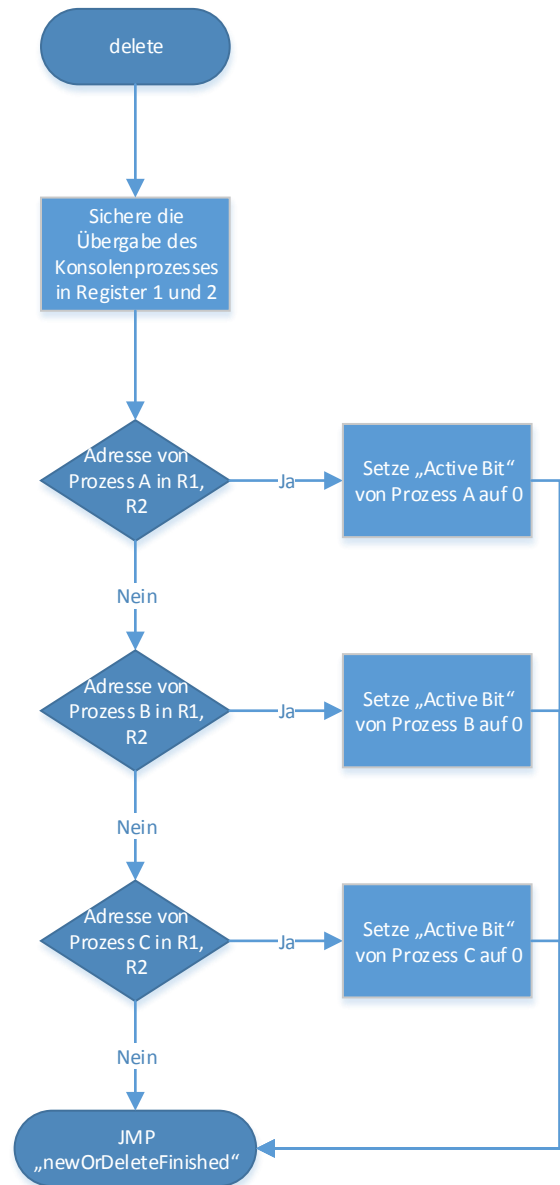 delete
Sichere die
Übergabe des
Konsolenprozesses
in Register 1 und 2
Adresse von
Prozess A in R1,
R2
Ja
Setze „Active Bit“
von Prozess A auf 0
Nein
Adresse von
Prozess B in R1,
R2
Ja
Setze „Active Bit“
von Prozess B auf 0
Nein
Adresse von
Prozess C in R1,
R2
Ja
Setze „Active Bit“
von Prozess C auf 0
Nein
JMP
„newOrDeleteFinished“